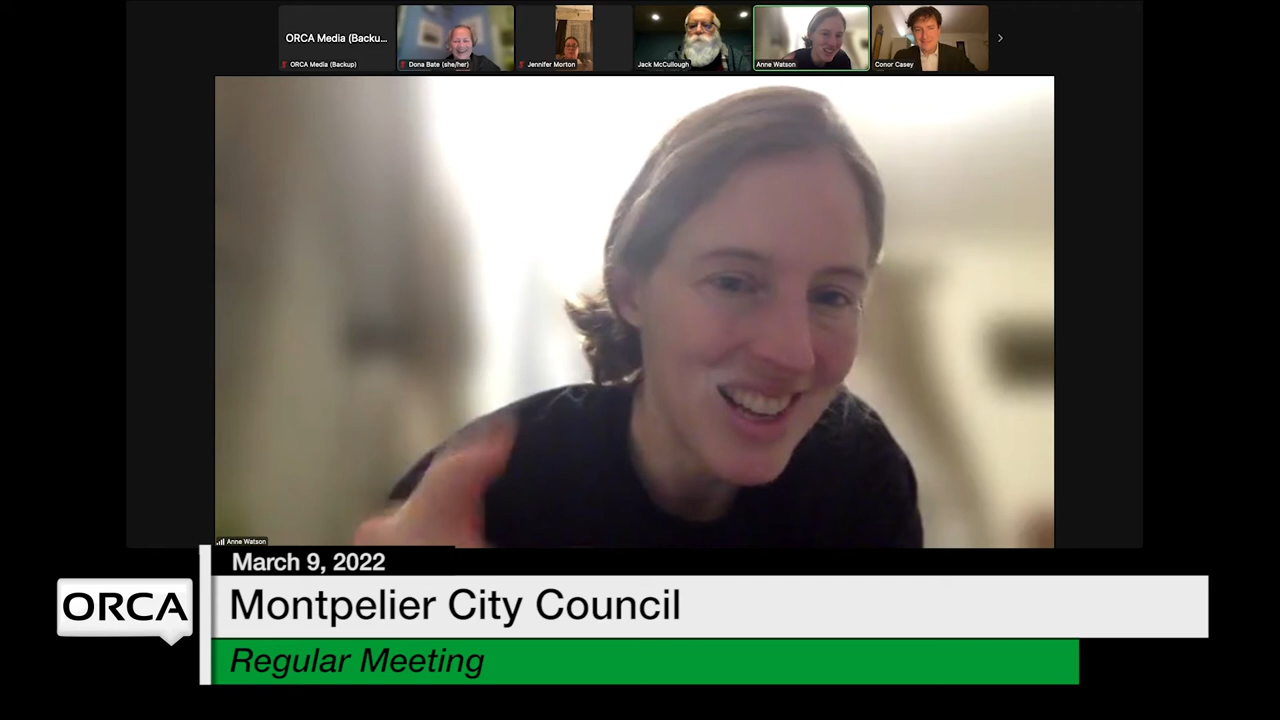 ORCA Media (Backu...
ORCA Media (Backup)
Dona Bate (she/her)
Jennifer Morton
Jack McCullough
Anne Watson
Conor Casey
Anne Watson
March 9, 2022
ORCA
Montpelier City Council
Regular Meeting